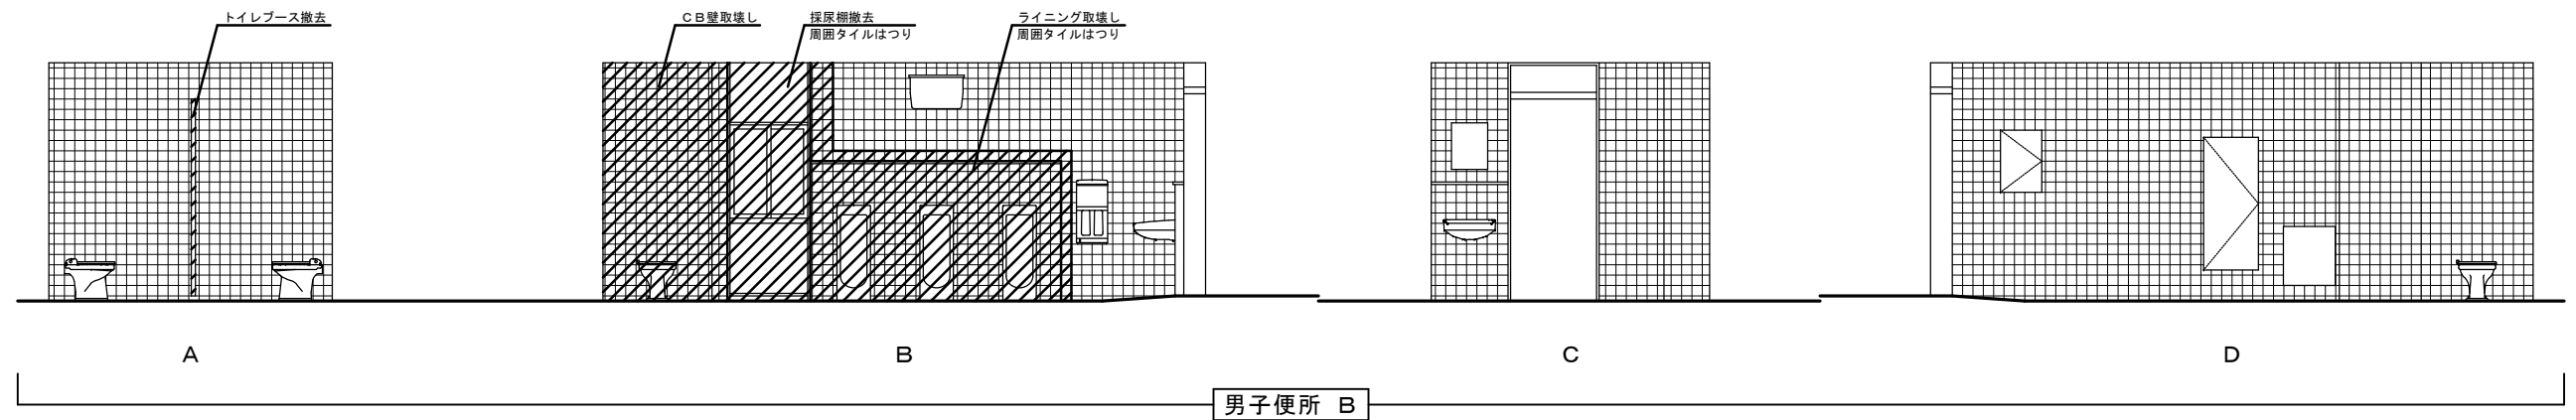 トイレブース撤去
ＣＢ壁取壊し
採尿棚撤去
周囲タイルはつり
ライニング取壊し
周囲タイルはつり
A
B
C
D
男子便所 B